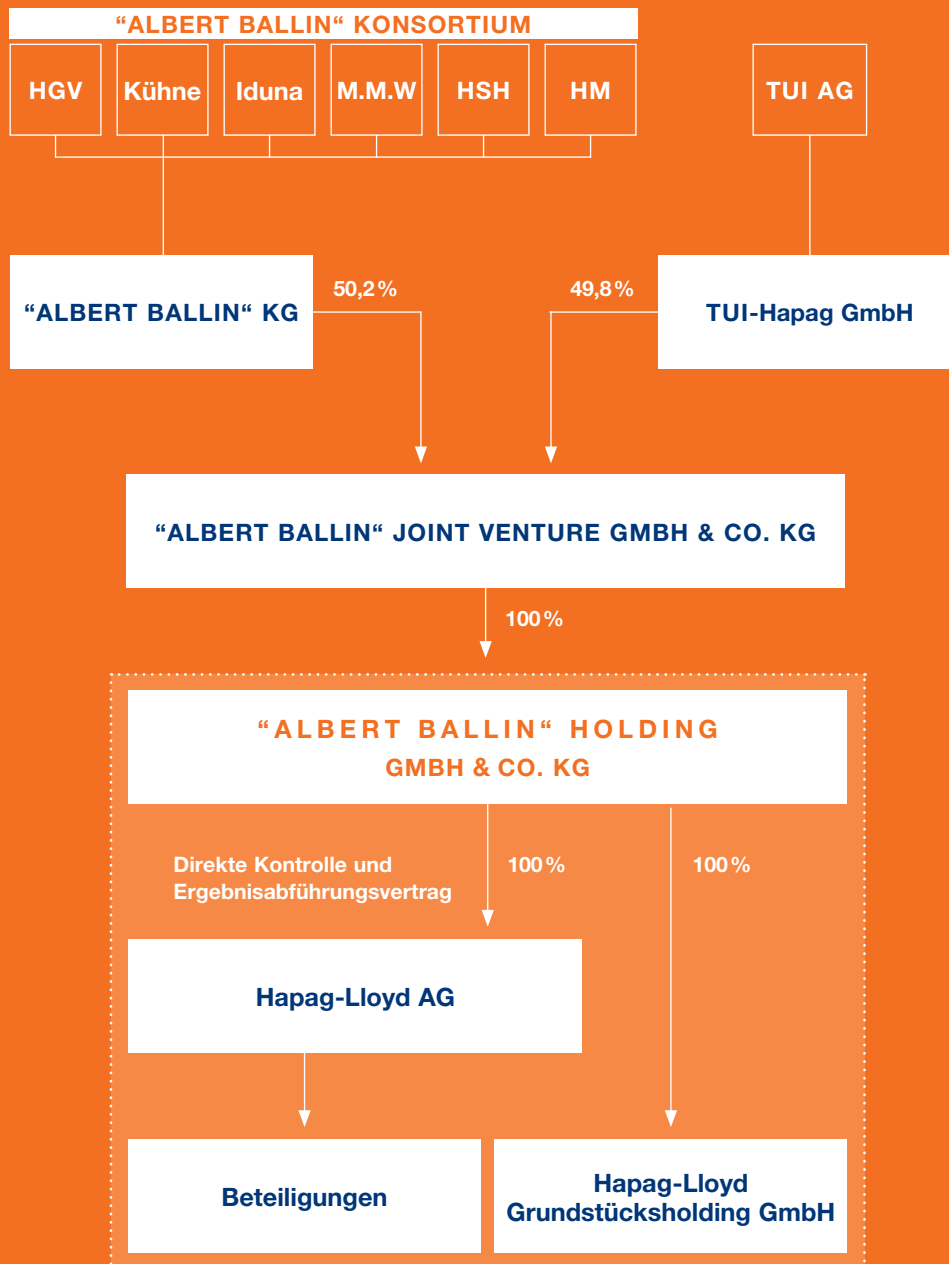 “ALBERT BALLIN“ KONSORTIUM
HGV
Kühne
Iduna
M.M.W
HSH
HM
TUI AG
“ALBERT BALLIN“ KG
50,2 %
49,8 %
TUI-Hapag GmbH
“ALBERT BALLIN“ JOINT VENTURE GMBH & CO. KG
100 %
“ALBERT BALLIN“ HOLDING
GMBH & CO. KG
Direkte Kontrolle und
Ergebnisabführungsvertrag
100 %
100 %
Hapag-Lloyd AG
Beteiligungen
Hapag-Lloyd
Grundstücksholding GmbH